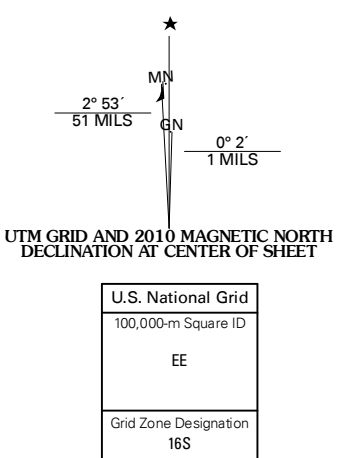 ★
MN
2° 53´
51 MILS
GN
0° 2´
1 MILS
UTM GRID AND 2010 MAGNETIC NORTH
DECLINATION AT CENTER OF SHEET
U.S. National Grid
100,000-m Square ID
EE
Grid Zone Designation
16S